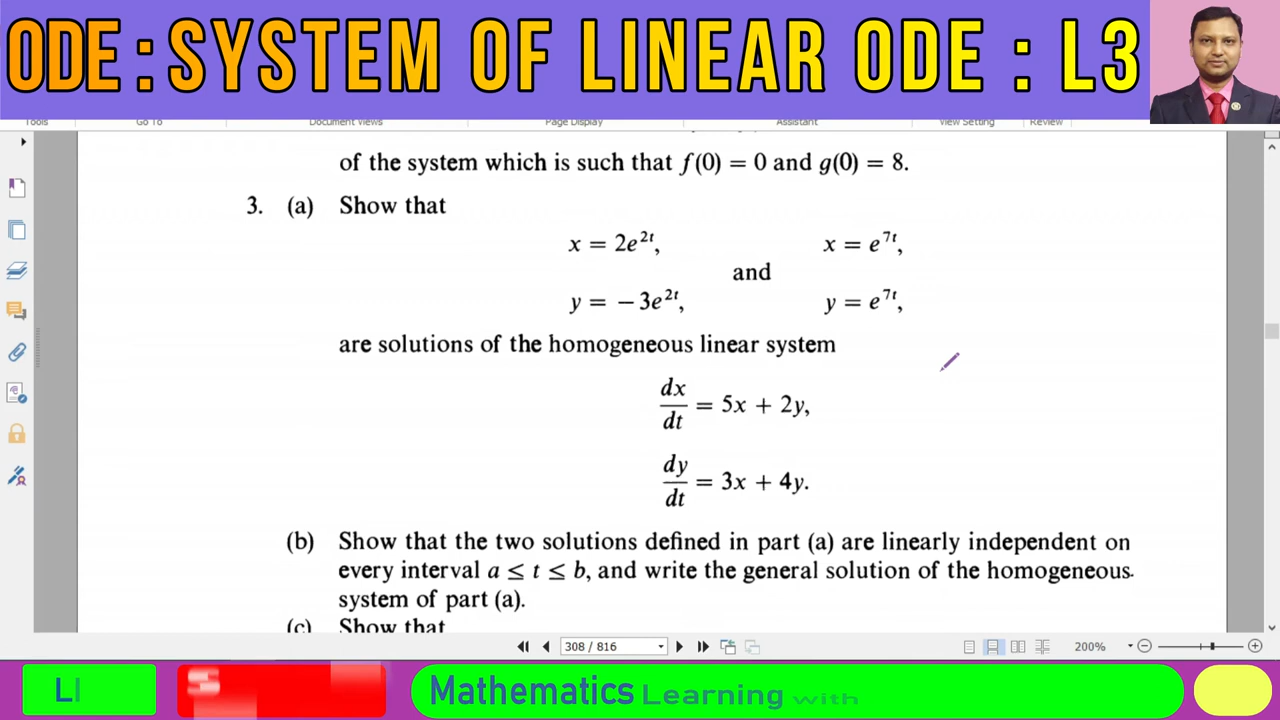 ODE : SYSTEM OF LINEAR ODE : L3
Tools Go To Document Views Page Display Assistant View Setting Review
of the system which is such that f(0) = 0 and g(0) = 8.
3. (a) Show that
x = 2e^{2t}, x = e^{7t},
and
y = −3e^{2t}, y = e^{7t},
are solutions of the homogeneous linear system
dx/dt = 5x + 2y,
dy/dt = 3x + 4y.
(b) Show that the two solutions defined in part (a) are linearly independent on
every interval a ≤ t ≤ b, and write the general solution of the homogeneous
system of part (a).
(c) Show that
308 / 816 200%
LI S Mathematics Learning with